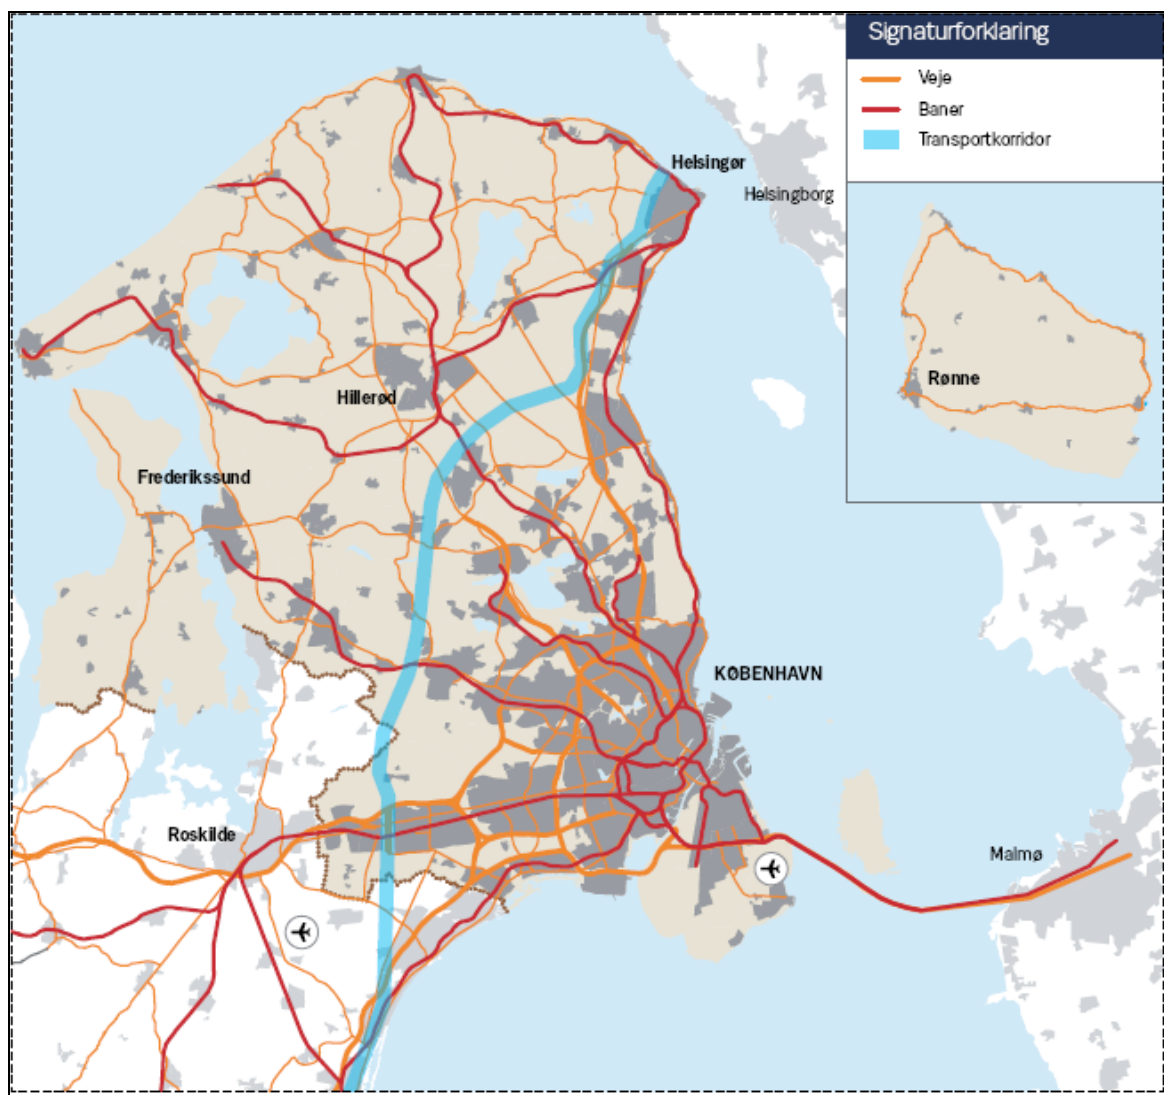 Signaturforklaring
Veje
Baner
Transportkorridor
Helsingør
Helsingborg
Rønne
Hillerød
Frederikssund
KØBENHAVN
Roskilde
Malmø